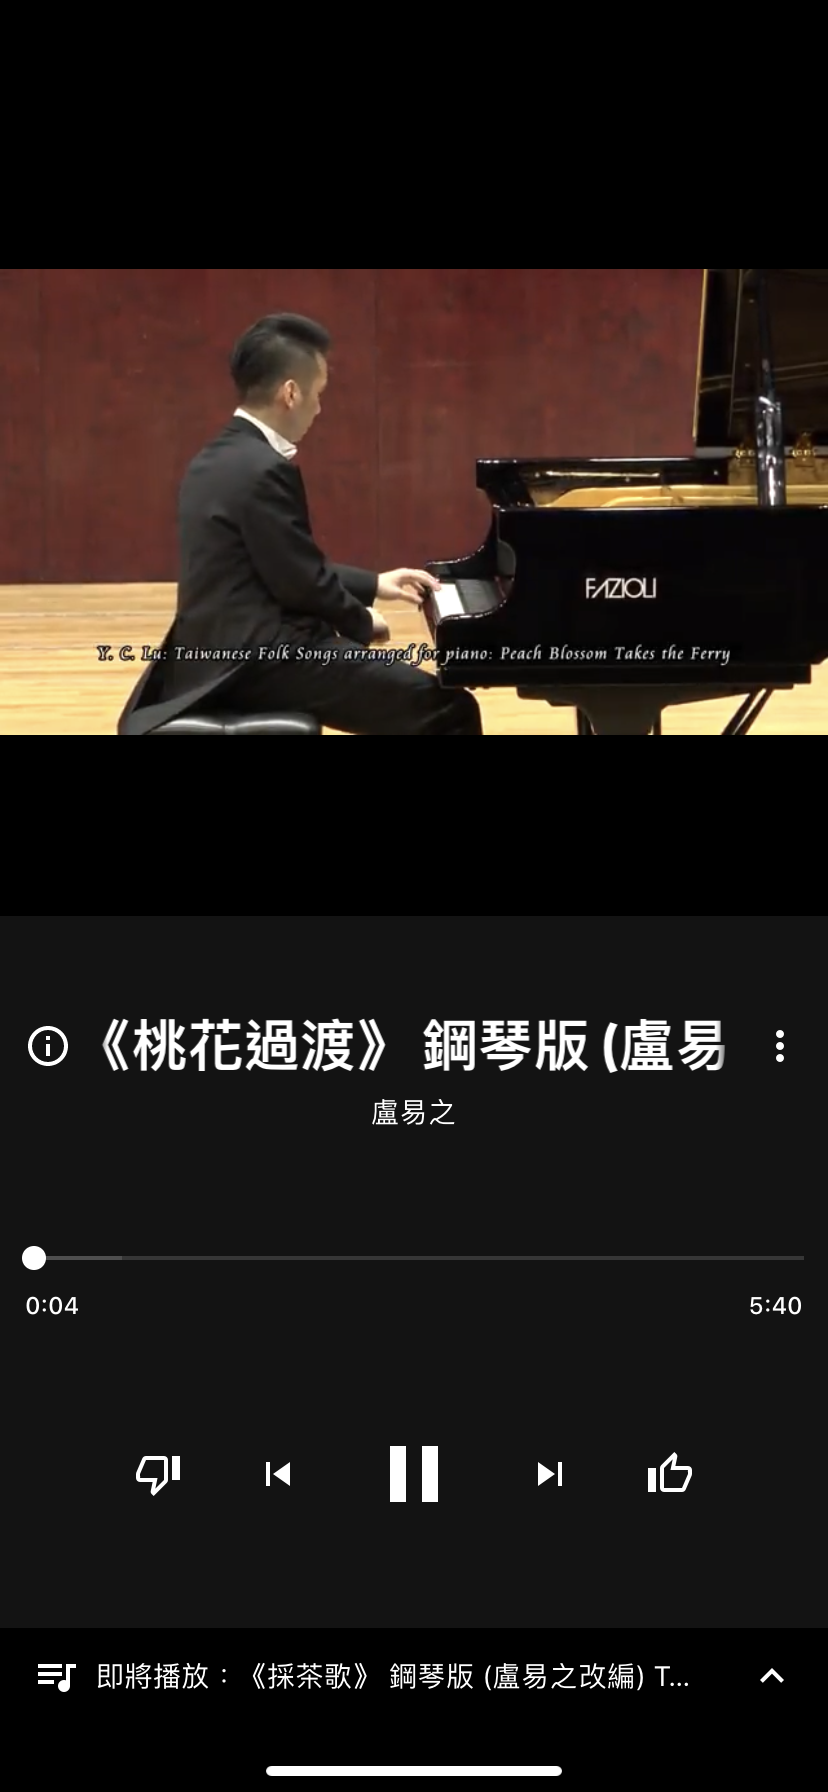 FAZIOLI
Y. C. Lu: Taiwanese Folk Songs arranged for piano: Peach Blossom Takes the Ferry
《桃花過渡》 鋼琴版 (盧易
盧易之
0:04
5:40
即將播放：《採茶歌》 鋼琴版 (盧易之改編) T...